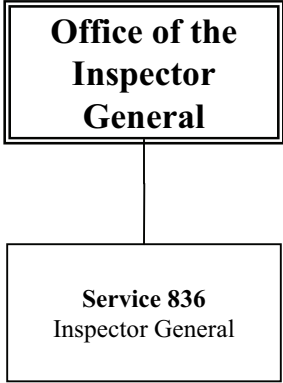 Office of the
Inspector
General
Service 836
Inspector General